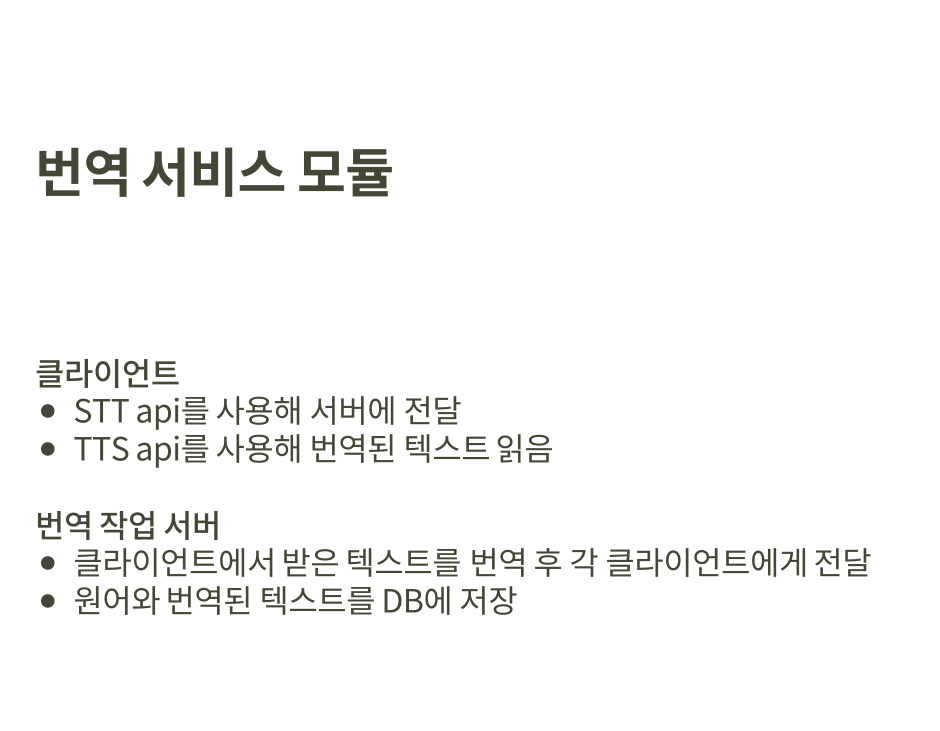 번역 서비스 모듈
클라이언트
● STT api를 사용해 서버에 전달
● TTS api를 사용해 번역된 텍스트 읽음
번역 작업 서버
● 클라이언트에서 받은 텍스트를 번역 후 각 클라이언트에게 전달
● 원어와 번역된 텍스트를 DB에 저장